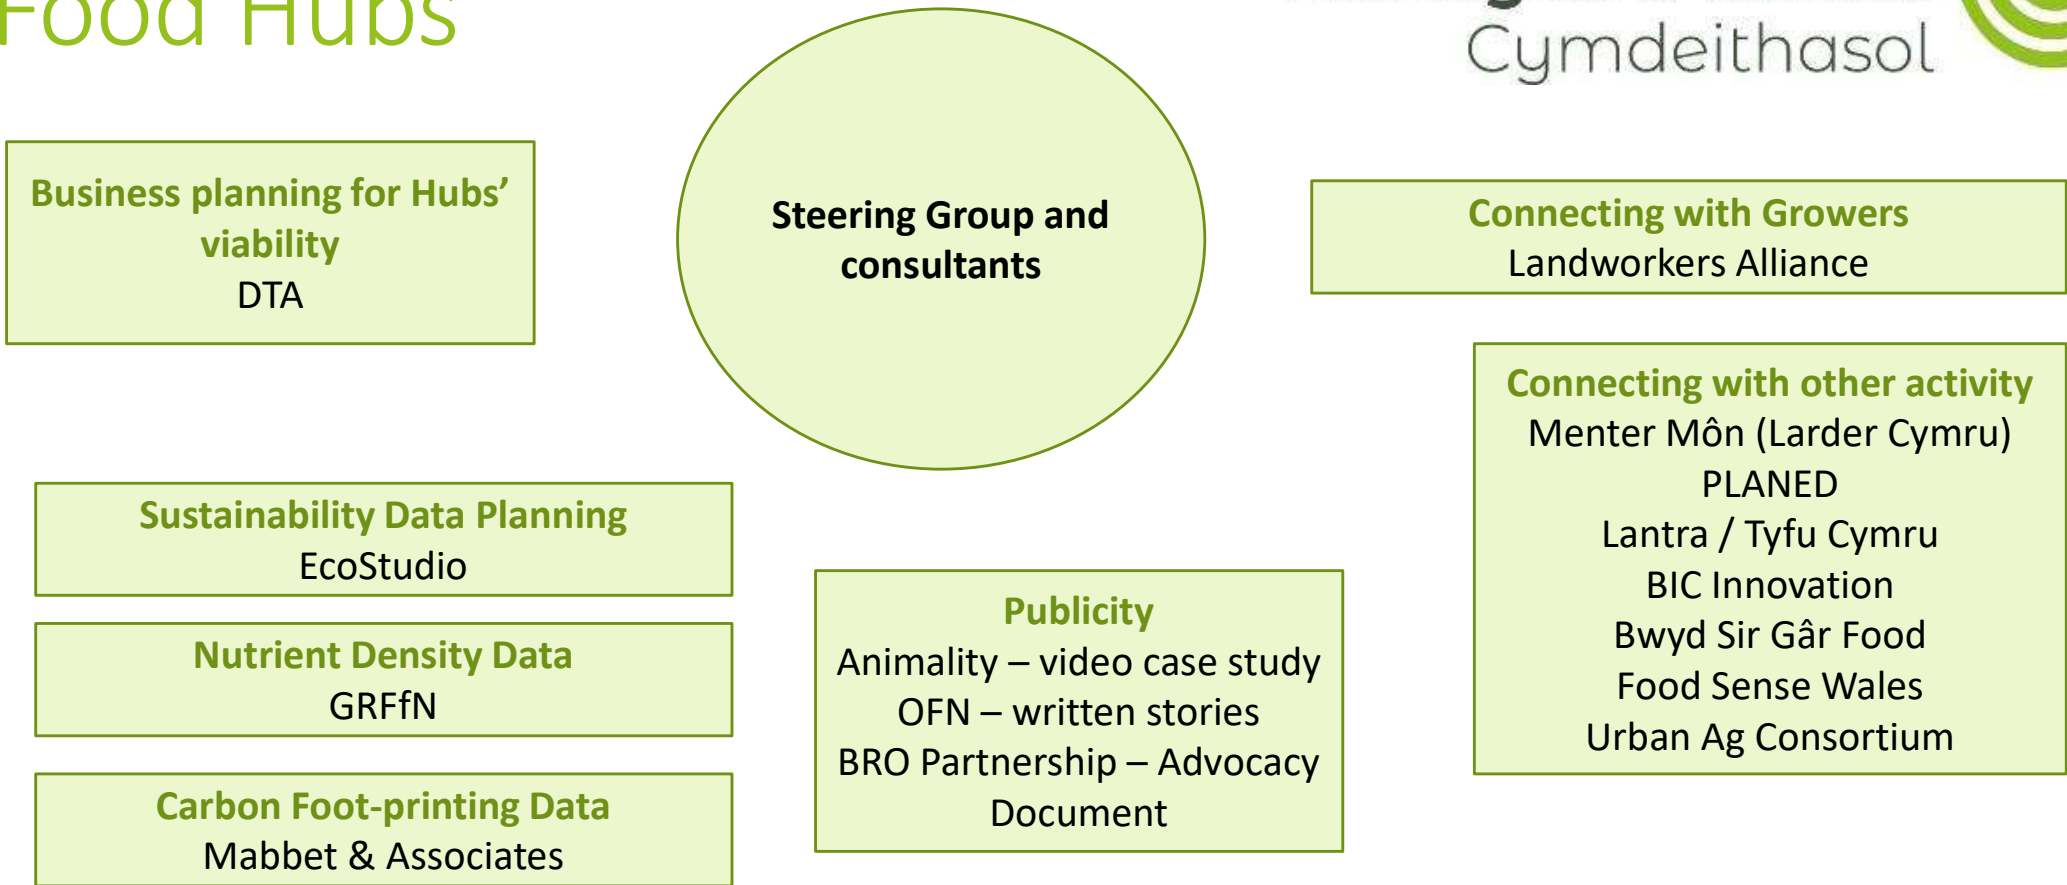 Food Hubs
Cymdeithasol
Business planning for Hubs’
viability
DTA
Steering Group and
consultants
Connecting with Growers
Landworkers Alliance
Connecting with other activity
Menter Môn (Larder Cymru)
PLANED
Lantra / Tyfu Cymru
BIC Innovation
Bwyd Sir Gâr Food
Food Sense Wales
Urban Ag Consortium
Sustainability Data Planning
EcoStudio
Nutrient Density Data
GRFfN
Carbon Foot-printing Data
Mabbet & Associates
Publicity
Animality – video case study
OFN – written stories
BRO Partnership – Advocacy
Document